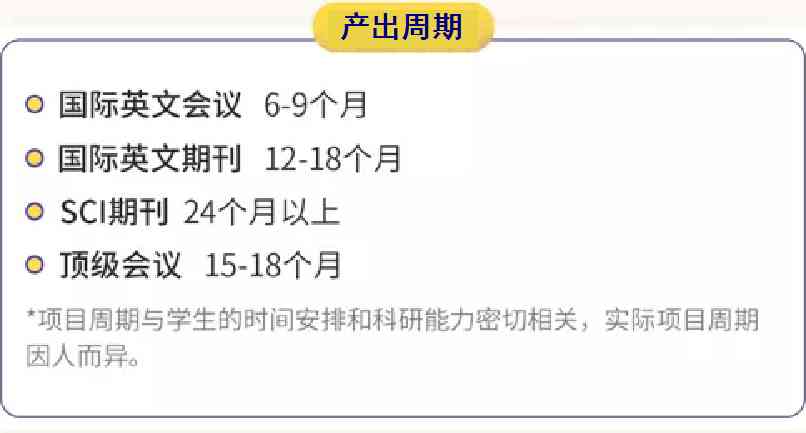 产出周期
国际英文会议 6-9个月
国际英文期刊 12-18个月
SCI期刊 24个月以上
顶级会议 15-18个月
*项目周期与学生的时间安排和科研能力密切相关，实际项目周期
因人而异。